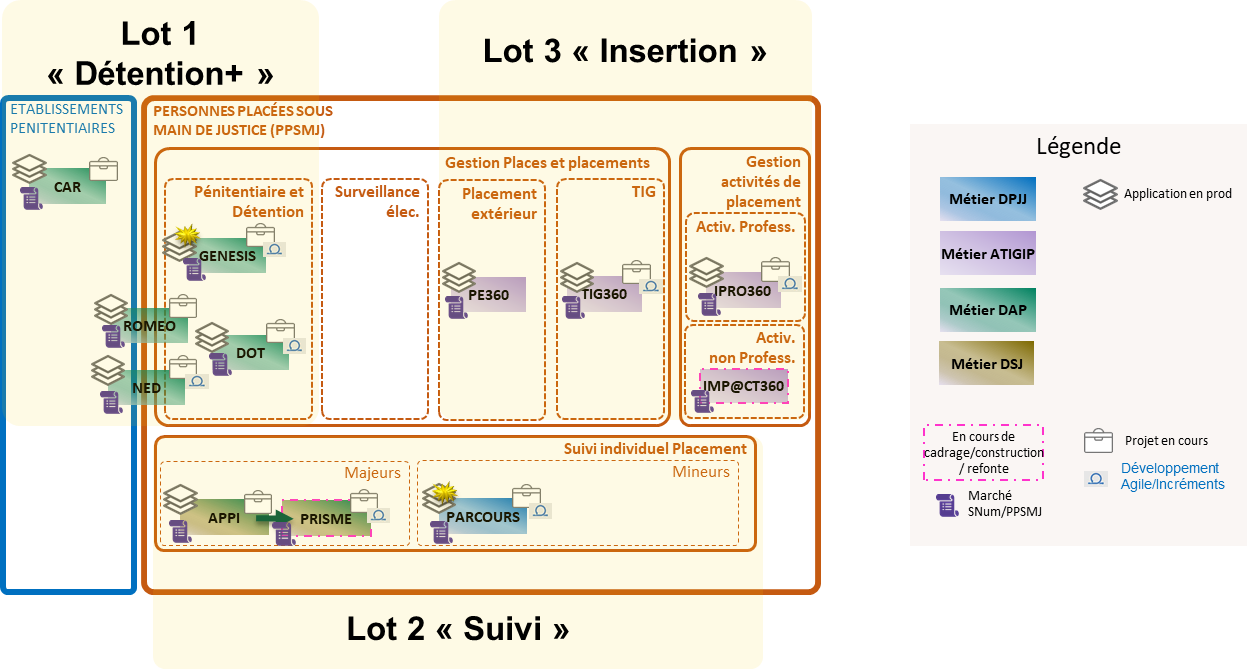 Lot 1
« Détention+ »
Lot 3 « Insertion »
ETABLISSEMENTS
PENITENTIAIRES
CAR
PERSONNES PLACÉES SOUS
MAIN DE JUSTICE (PPSMJ)
Gestion Places et placements
Pénitentiaire et
Détention
GENESIS
ROMEO
DOT
NED
Surveillance
élec.
Placement
extérieur
PE360
TIG
TIG360
Gestion
activités de
placement
Activ. Profess.
IPRO360
Activ.
non Profess.
IMP@CT360
Suivi individuel Placement
Majeurs
APPI
PRISME
Mineurs
PARCOURS
Lot 2 « Suivi »
Légende
Métier DPJJ
Application en prod
Métier ATIGIP
Métier DAP
Métier DSJ
En cours de
cadrage/construction
/ refonte
Projet en cours
Développement
Agile/Incréments
Marché
SNum/PPSMJ